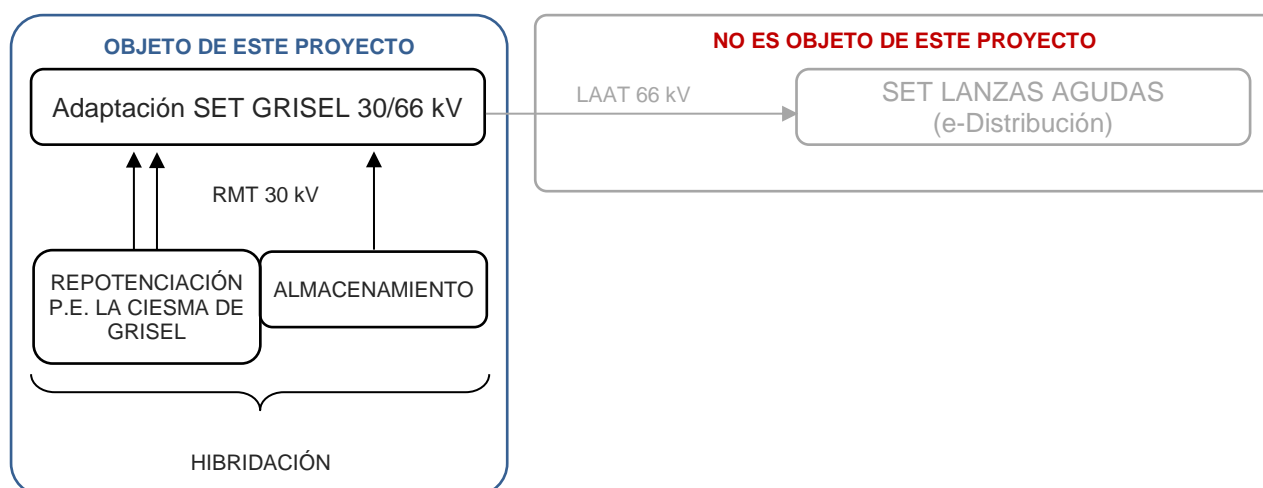 OBJETO DE ESTE PROYECTO
Adaptación SET GRISEL 30/66 kV
RMT 30 kV
REPOTENCIACIÓN
P.E. LA CIESMA DE
GRISEL
ALMACENAMIENTO
HIBRIDACIÓN
NO ES OBJETO DE ESTE PROYECTO
LAAT 66 kV
SET LANZAS AGUDAS
(e-Distribución)